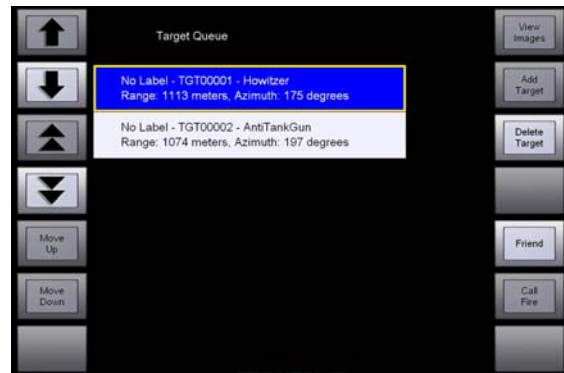 Target Queue
No Label - TGT00001 - Howitzer
Range: 1113 meters, Azimuth: 175 degrees
No Label - TGT00002 - AntiTankGun
Range: 1074 meters, Azimuth: 197 degrees
Move
Up
Move
Down
View
Images
Add
Target
Delete
Target
Friend
Call
Fire